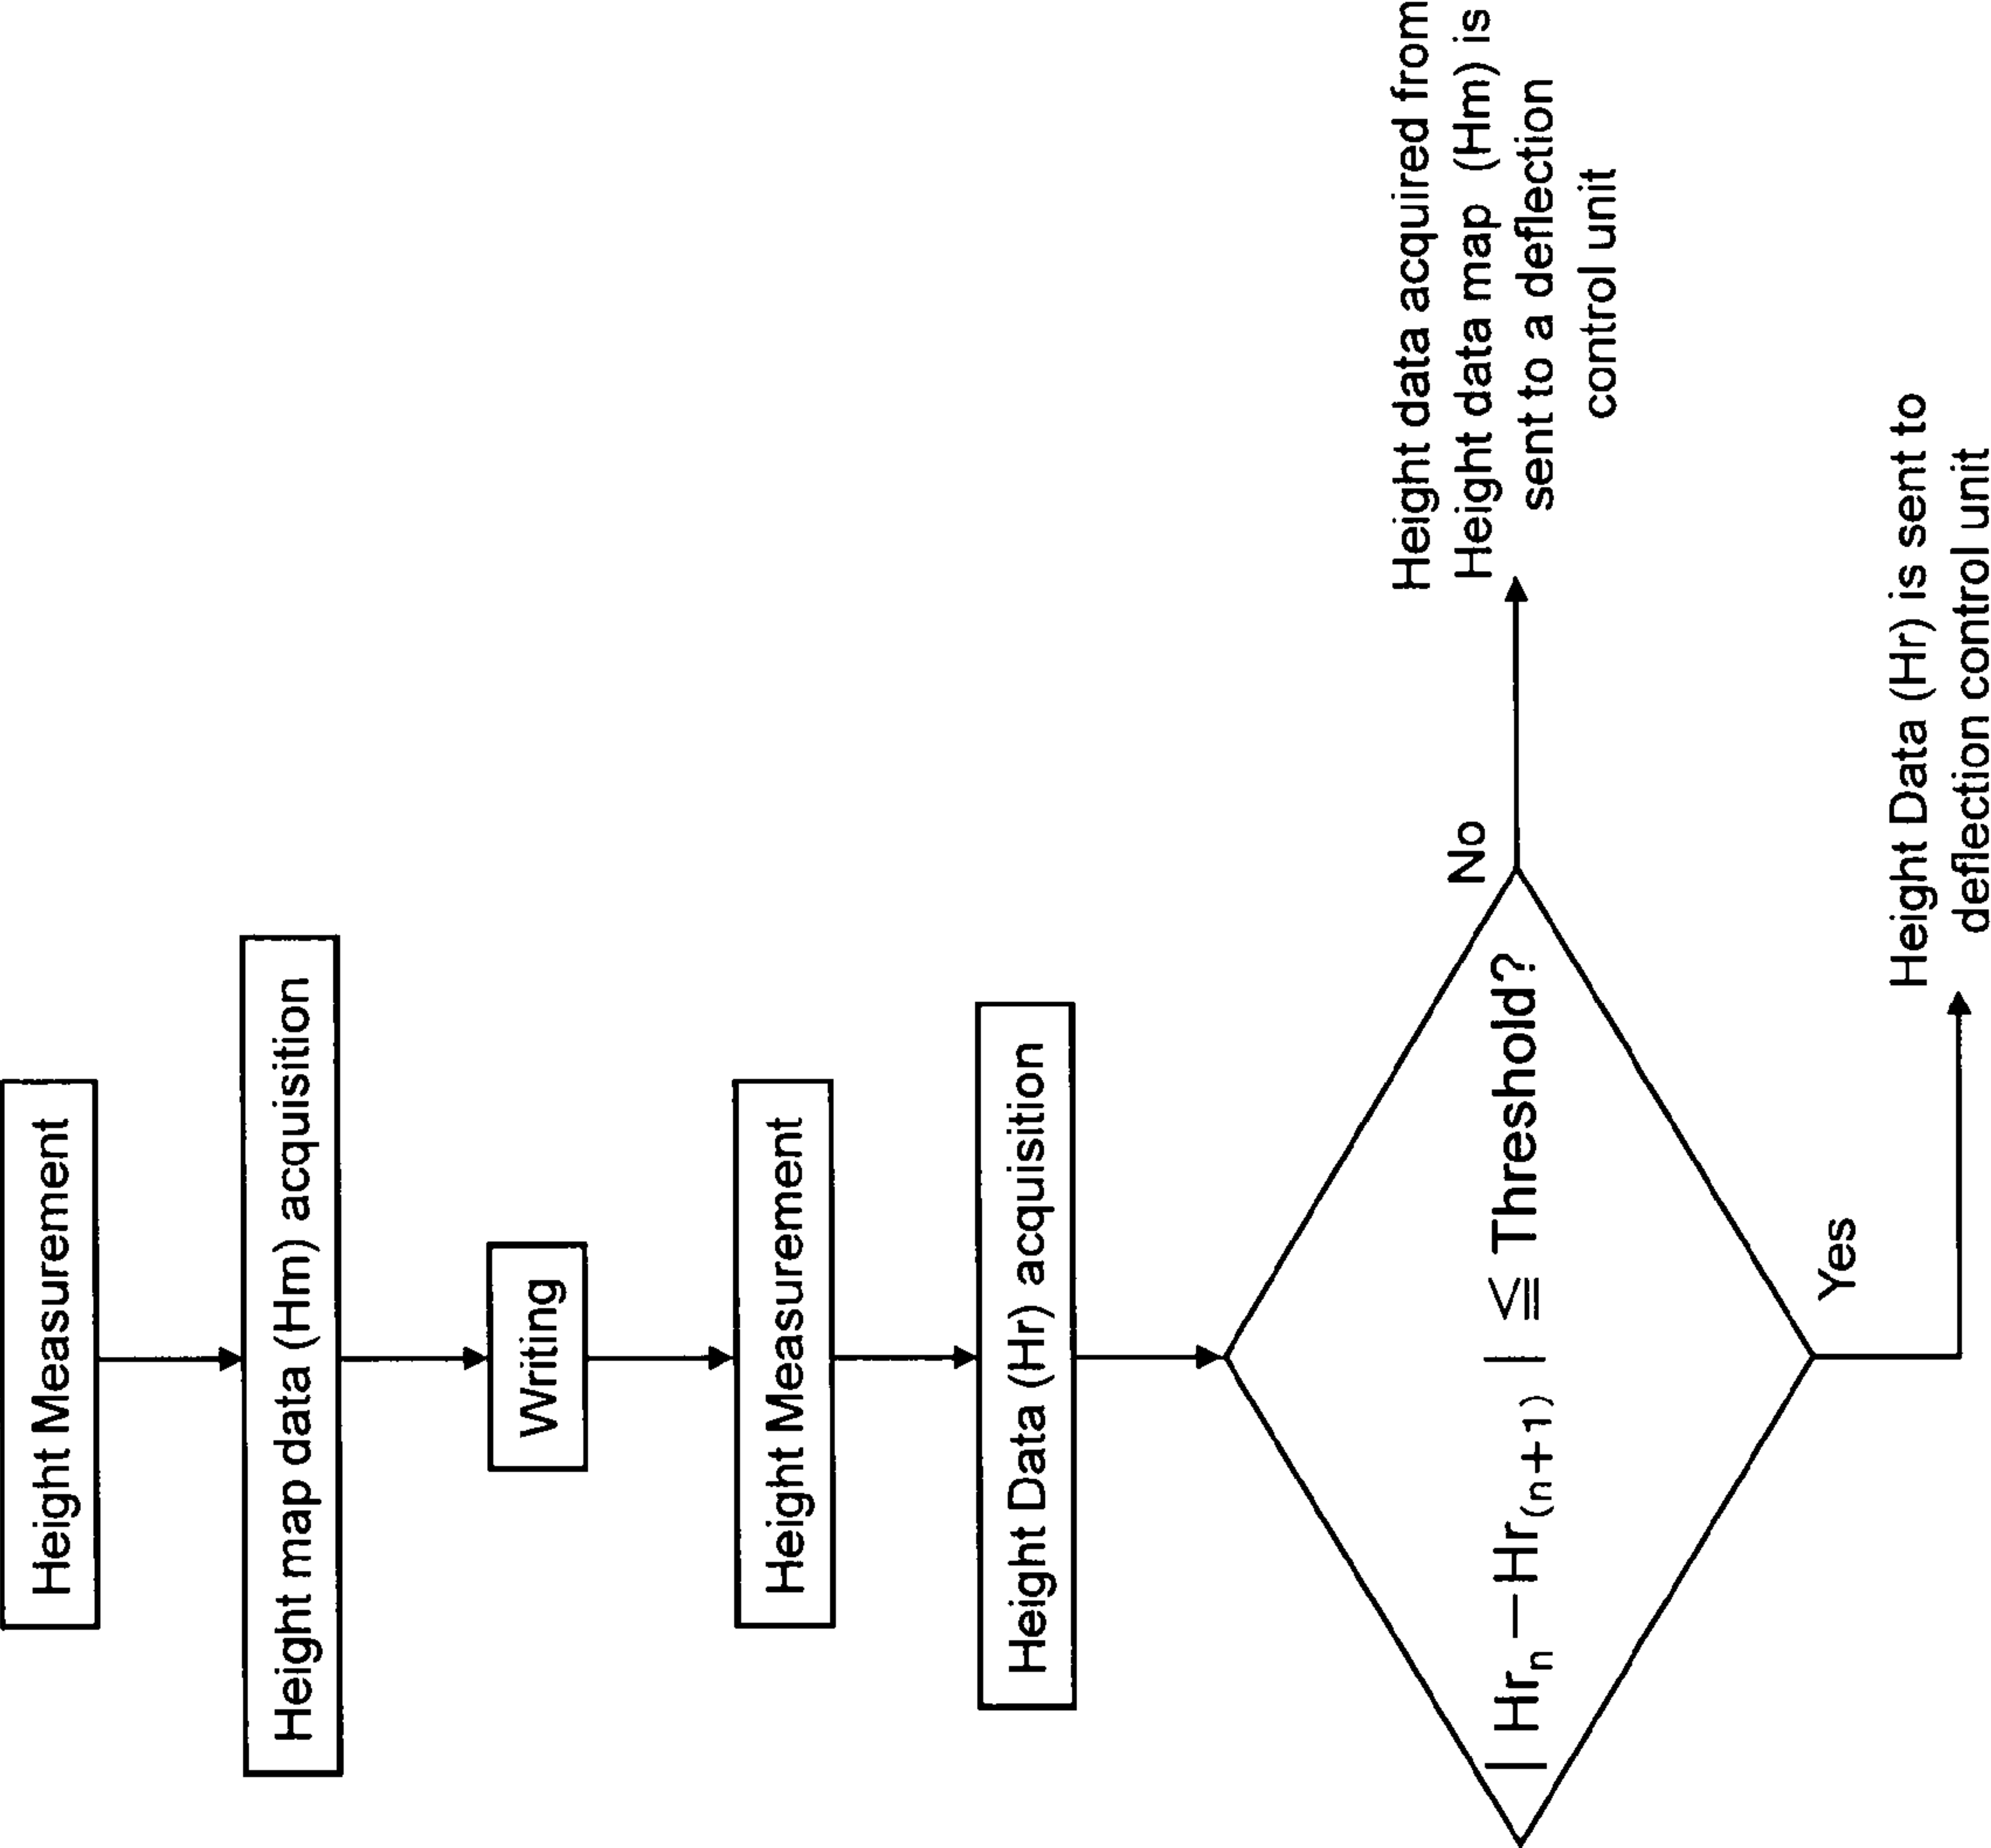 Height Measurement
Height map data (Hm) acquisition
Writing
Height Measurement
Height Data (Hr) acquisition
| Hrn − Hr(n+1) | ≦ Threshold?
No
Height data acquired from
Height data map (Hm) is
sent to a deflection
control unit
Yes
Height Data (Hr) is sent to
deflection control unit